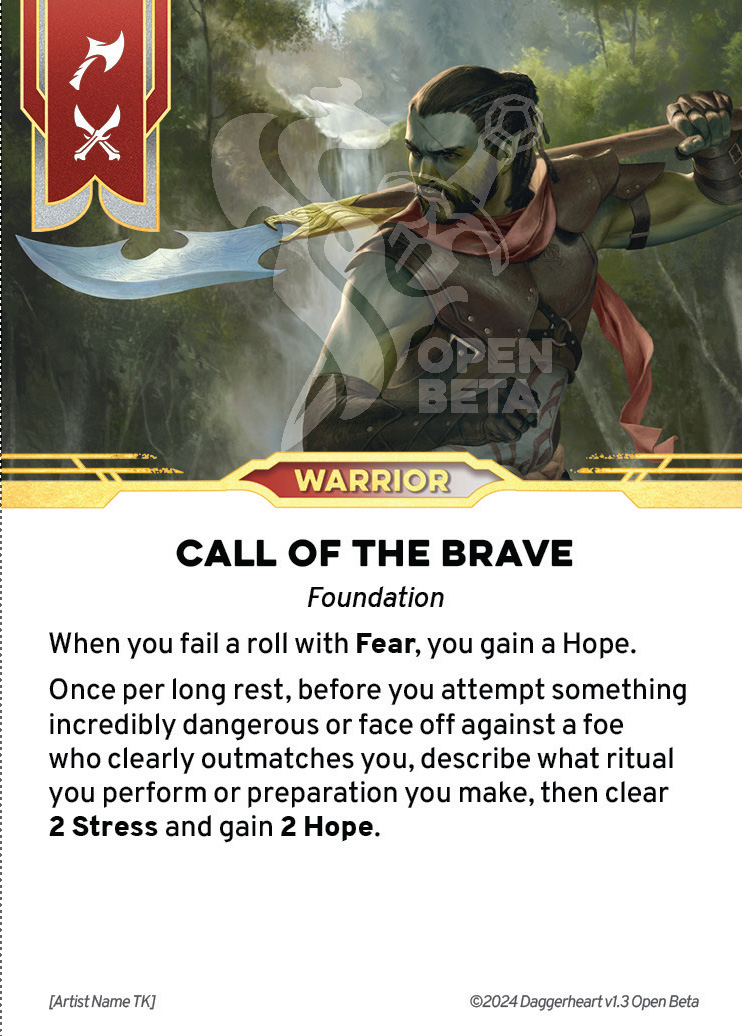 OPEN
BETA
WARRIOR
CALL OF THE BRAVE
Foundation
When you fail a roll with Fear, you gain a Hope.
Once per long rest, before you attempt something
incredibly dangerous or face off against a foe
who clearly outmatches you, describe what ritual
you perform or preparation you make, then clear
2 Stress and gain 2 Hope.
[Artist Name TK]
©2024 Daggerheart v1.3 Open Beta